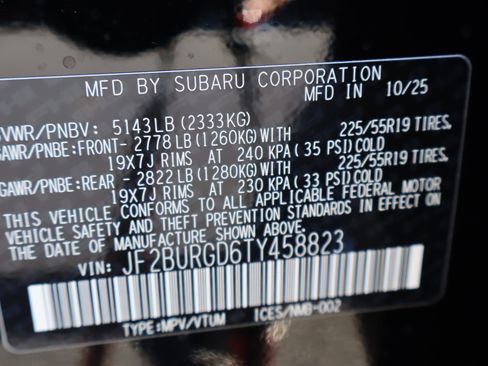 MFD BY SUBARU CORPORATION
MFD IN 10/25
GVWR/PNBV: 5143LB (2333KG)
GAWR/PNBE:FRONT- 2778 LB (1260KG)WITH 225/55R19 TIRES,
19X7J RIMS AT 240 KPA (35 PSI)COLD
GAWR/PNBE:REAR - 2822 LB (1280KG)WITH 225/55R19 TIRES,
19X7J RIMS AT 230 KPA (33 PSI)COLD
THIS VEHICLE CONFORMS TO ALL APPLICABLE FEDERAL MOTOR
VEHICLE SAFETY AND THEFT PREVENTION STANDARDS IN EFFECT ON
THE DATE OF MANUFACTURE SHOWN ABOVE.
VIN: JF2BURGD6TY458823
TYPE:MPV/VTUM ICES/NMB-002